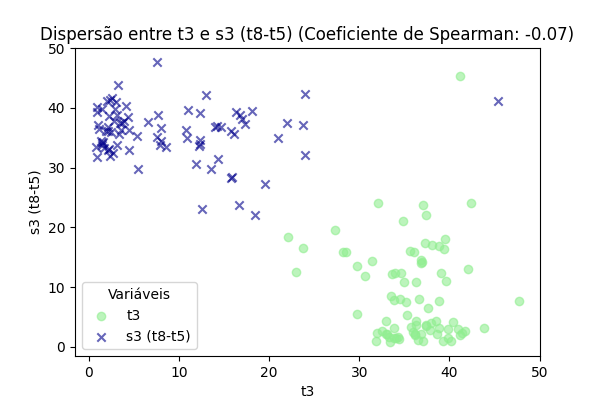 Dispersão entre t3 e s3 (t8-t5) (Coeficiente de Spearman: -0.07)
50
40
30
20
10
0
s3 (t8-t5)
Variáveis
t3
s3 (t8-t5)
0 10 20 30 40 50
t3